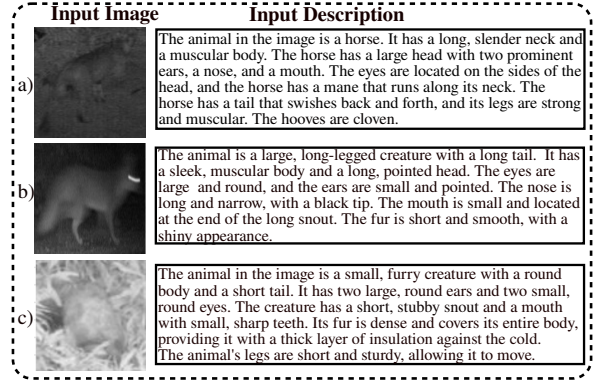 Input Image Input Description
a)
The animal in the image is a horse. It has a long, slender neck and
a muscular body. The horse has a large head with two prominent
ears, a nose, and a mouth. The eyes are located on the sides of the
head, and the horse has a mane that runs along its neck. The
horse has a tail that swishes back and forth, and its legs are strong
and muscular. The hooves are cloven.
b)
The animal is a large, long-legged creature with a long tail. It has
a sleek, muscular body and a long, pointed head. The eyes are
large and round, and the ears are small and pointed. The nose is
long and narrow, with a black tip. The mouth is small and located
at the end of the long snout. The fur is short and smooth, with a
shiny appearance.
c)
The animal in the image is a small, furry creature with a round
body and a short tail. It has two large, round ears and two small,
round eyes. The creature has a short, stubby snout and a mouth
with small, sharp teeth. Its fur is dense and covers its entire body,
providing it with a thick layer of insulation against the cold.
The animal's legs are short and sturdy, allowing it to move.